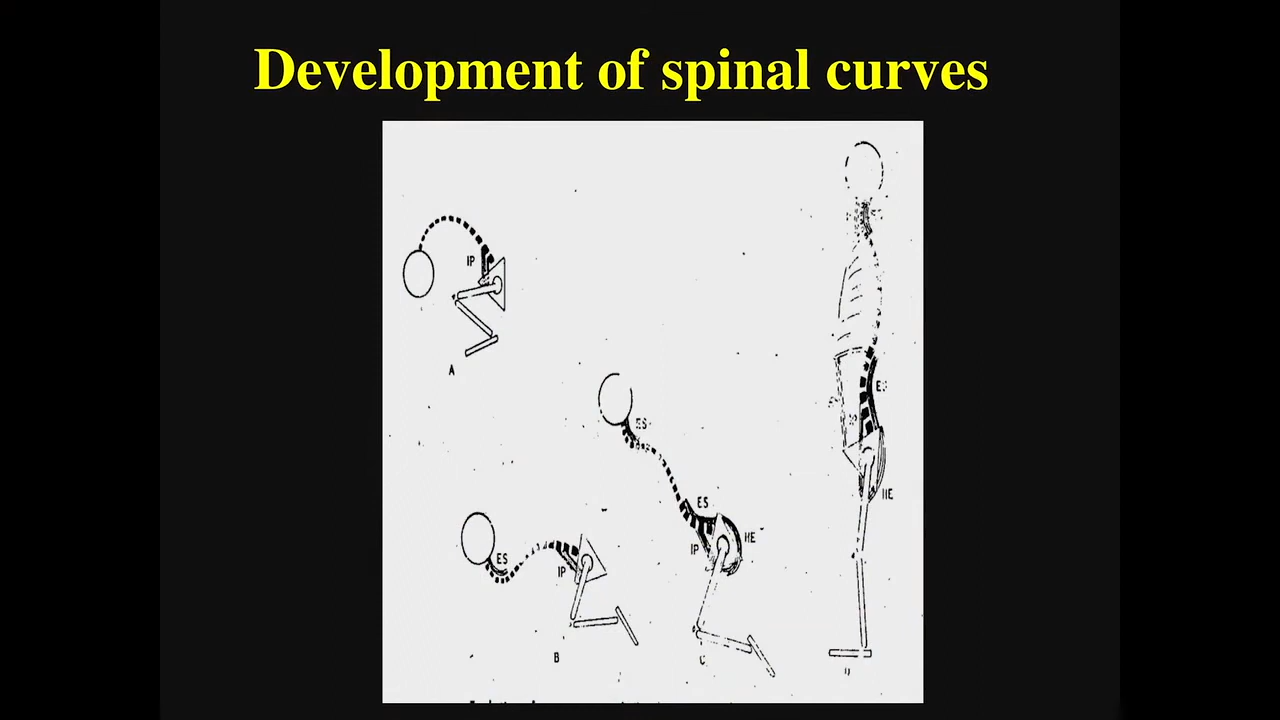 Development of spinal curves
IP
A
ES
ES
IP
B
ES
IP
HE
C
ES
HE
D